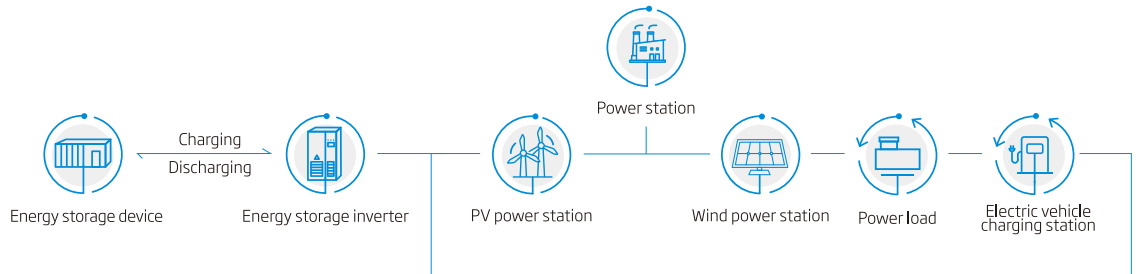 Power station
Charging
Discharging
Energy storage device
Energy storage inverter
PV power station
Wind power station
Power load
Electric vehicle
charging station